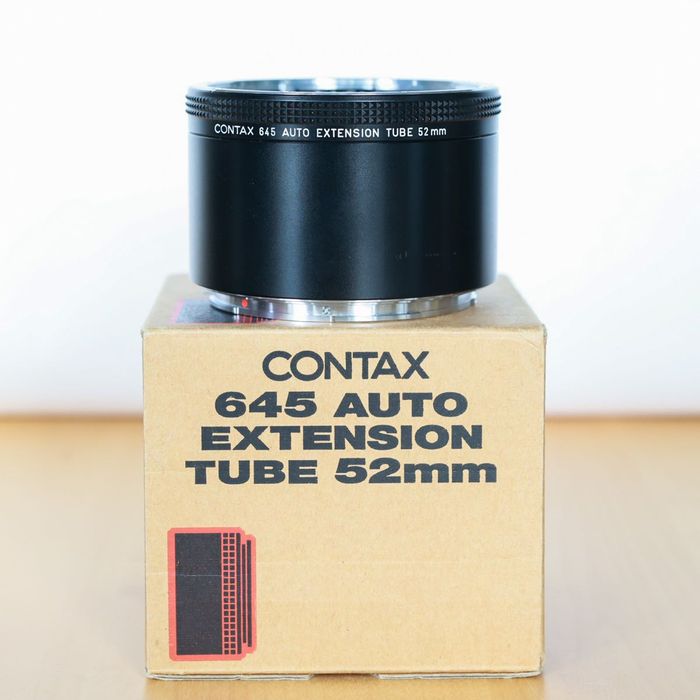 CONTAX 645 AUTO EXTENSION TUBE 52mm
CONTAX
645 AUTO
EXTENSION
TUBE 52mm